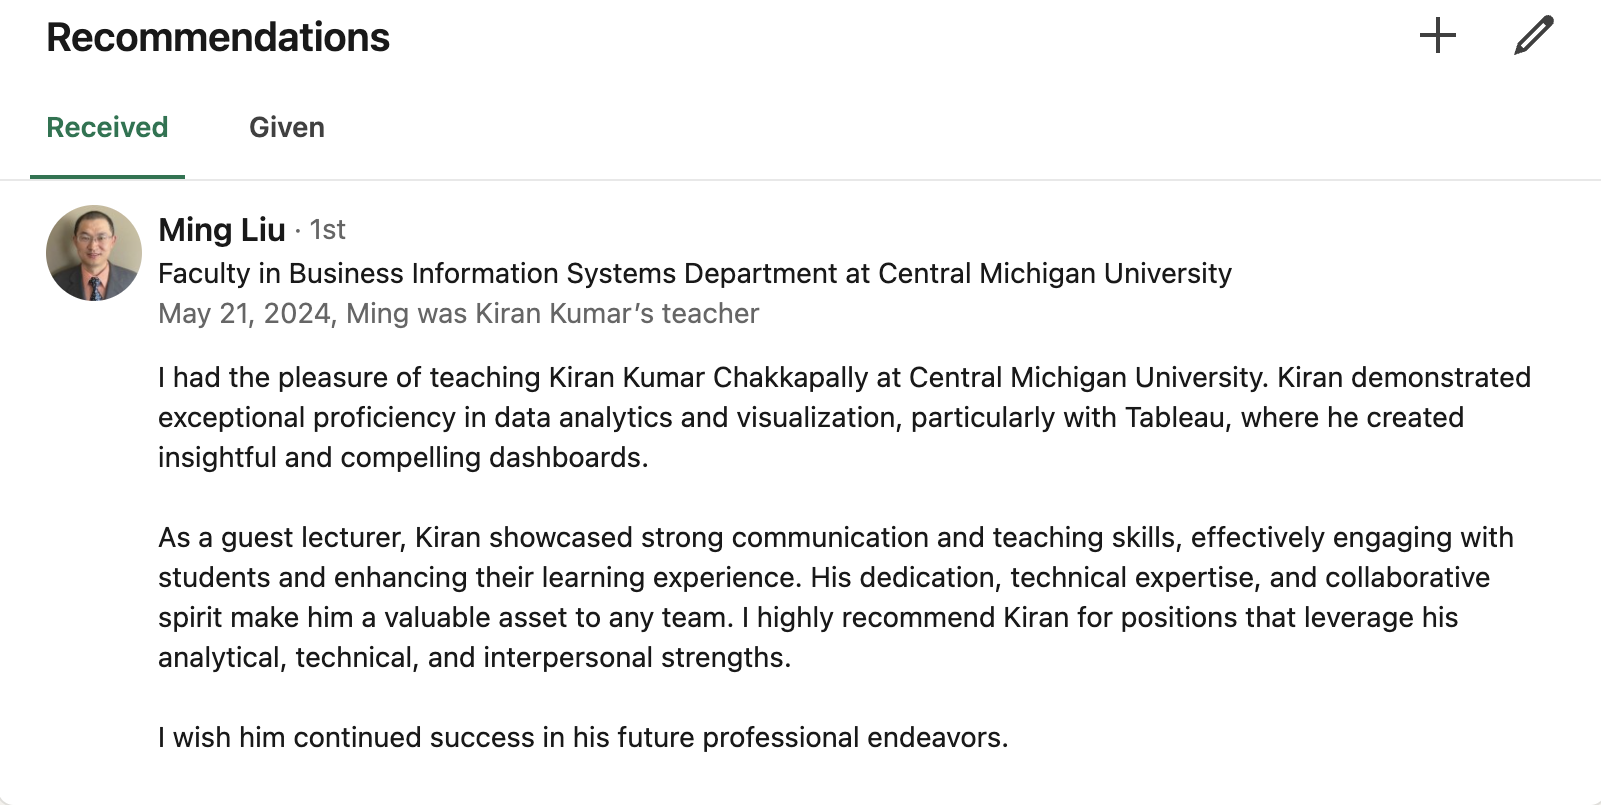 Recommendations
Received
Given
Ming Liu · 1st
Faculty in Business Information Systems Department at Central Michigan University
May 21, 2024, Ming was Kiran Kumar’s teacher
I had the pleasure of teaching Kiran Kumar Chakkapally at Central Michigan University. Kiran demonstrated
exceptional proficiency in data analytics and visualization, particularly with Tableau, where he created
insightful and compelling dashboards.
As a guest lecturer, Kiran showcased strong communication and teaching skills, effectively engaging with
students and enhancing their learning experience. His dedication, technical expertise, and collaborative
spirit make him a valuable asset to any team. I highly recommend Kiran for positions that leverage his
analytical, technical, and interpersonal strengths.
I wish him continued success in his future professional endeavors.